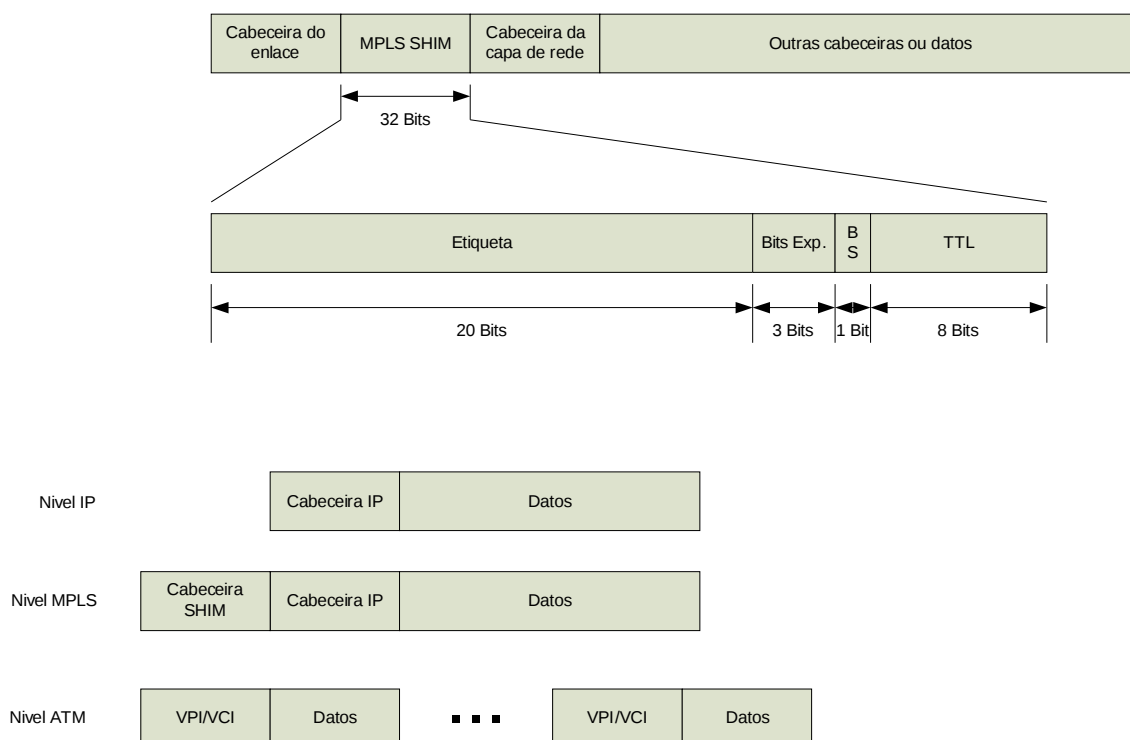 Cabeceira do
enlace
MPLS SHIM
Cabeceira da
capa de rede
Outras cabeceiras ou datos
32 Bits
Etiqueta
Bits Exp.
B
S
TTL
20 Bits
3 Bits
1 Bit
8 Bits
Nivel IP
Cabeceira IP
Datos
Nivel MPLS
Cabeceira
SHIM
Cabeceira IP
Datos
Nivel ATM
VPI/VCI
Datos
...
VPI/VCI
Datos